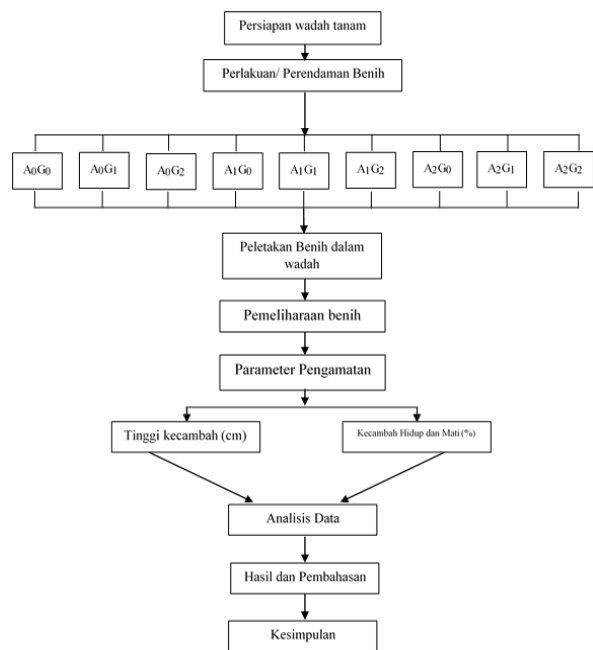 Persiapan wadah tanam
Perlakuan/ Perendaman Benih
A0G0 A0G1 A0G2 A1G0 A1G1 A1G2 A2G0 A2G1 A2G2
Peletakan Benih dalam
wadah
Pemeliharaan benih
Parameter Pengamatan
Tinggi kecambah (cm)
Kecambah Hidup dan Mati (%)
Analisis Data
Hasil dan Pembahasan
Kesimpulan